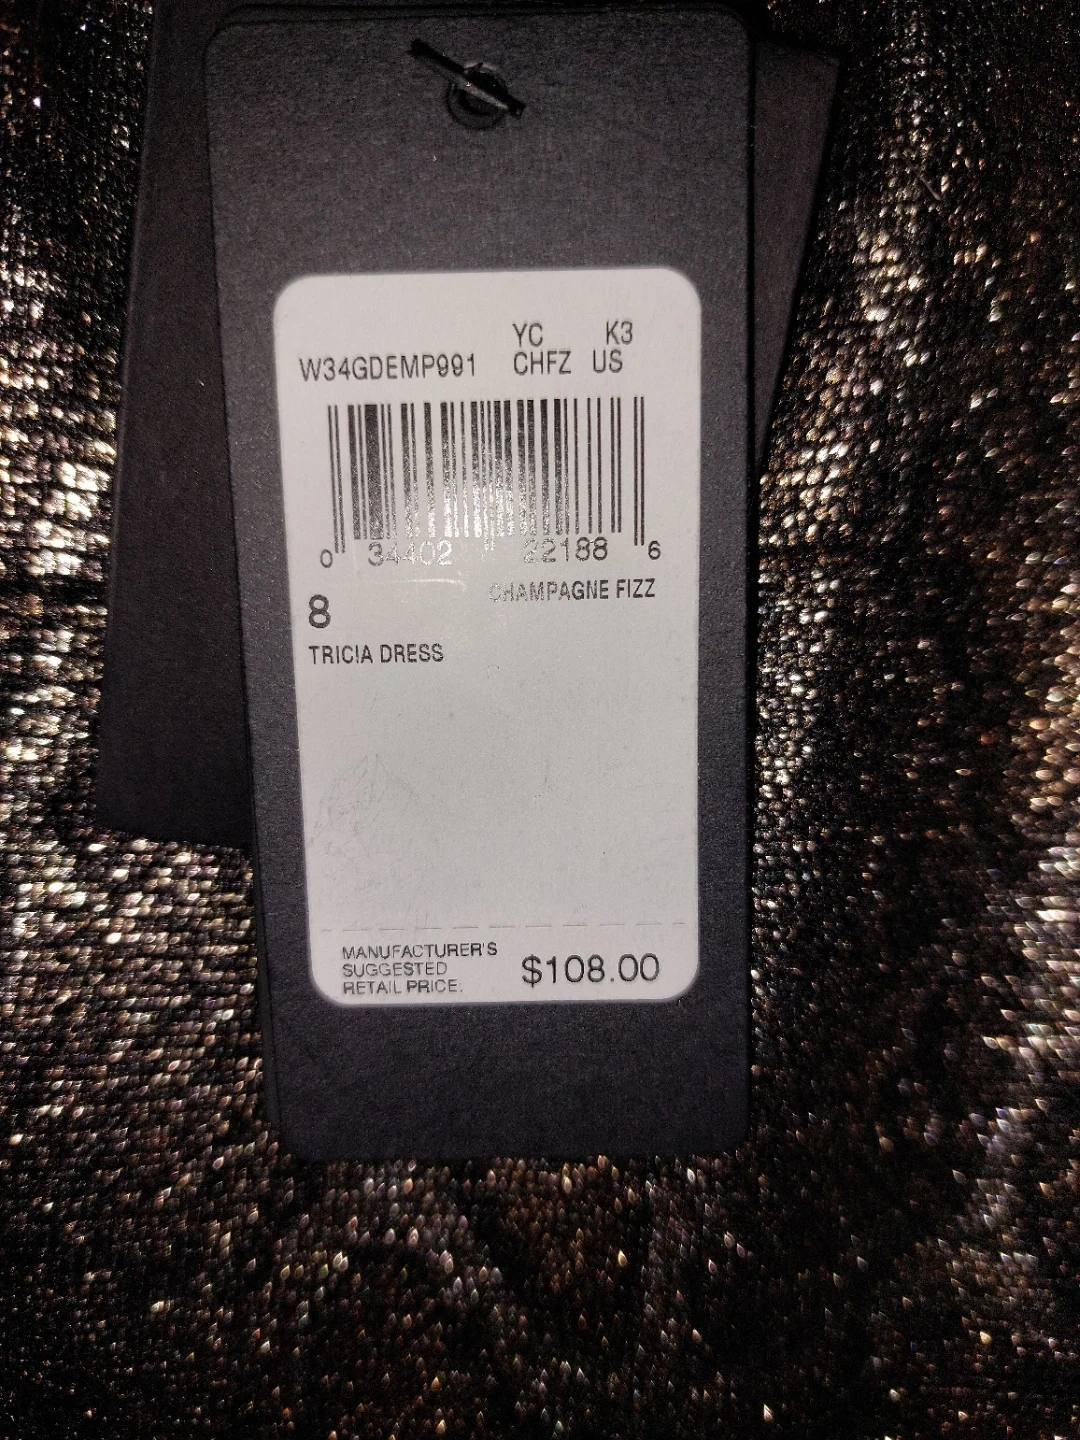 YC K3
W34GDEMP991 CHFZ US
0 34402 22188 6
8 CHAMPAGNE FIZZ
TRICIA DRESS
MANUFACTURER'S
SUGGESTED
RETAIL PRICE. $108.00